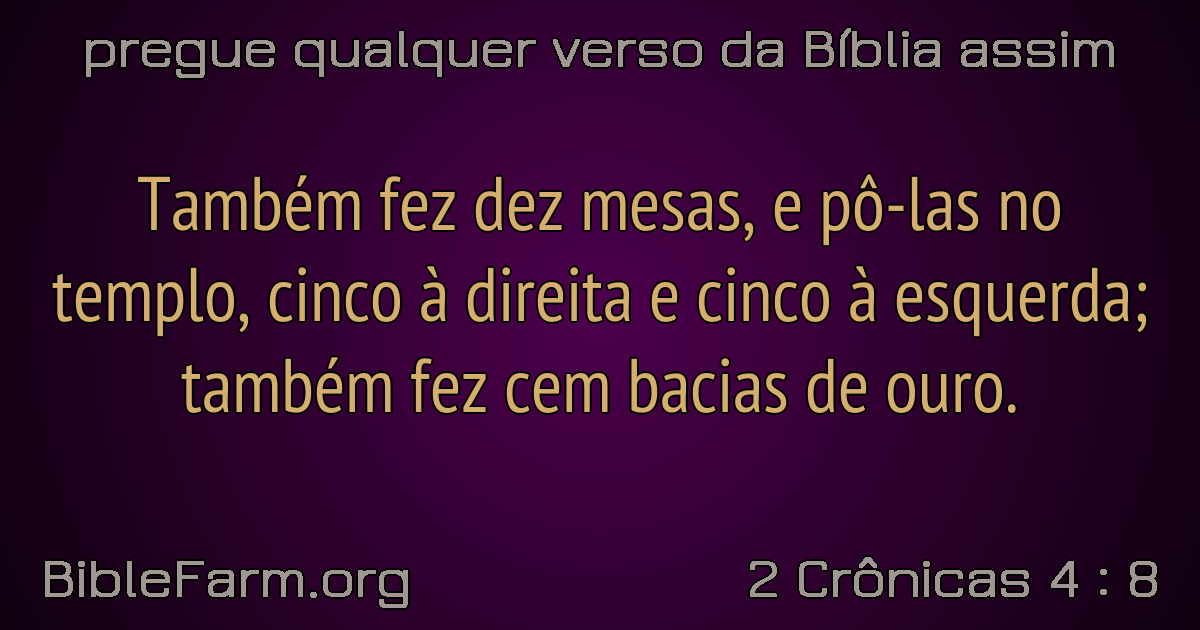 pregue qualquer verso da Bíblia assim
Também fez dez mesas, e pô-las no
templo, cinco à direita e cinco à esquerda;
também fez cem bacias de ouro.
BibleFarm.org
2 Crônicas 4 : 8